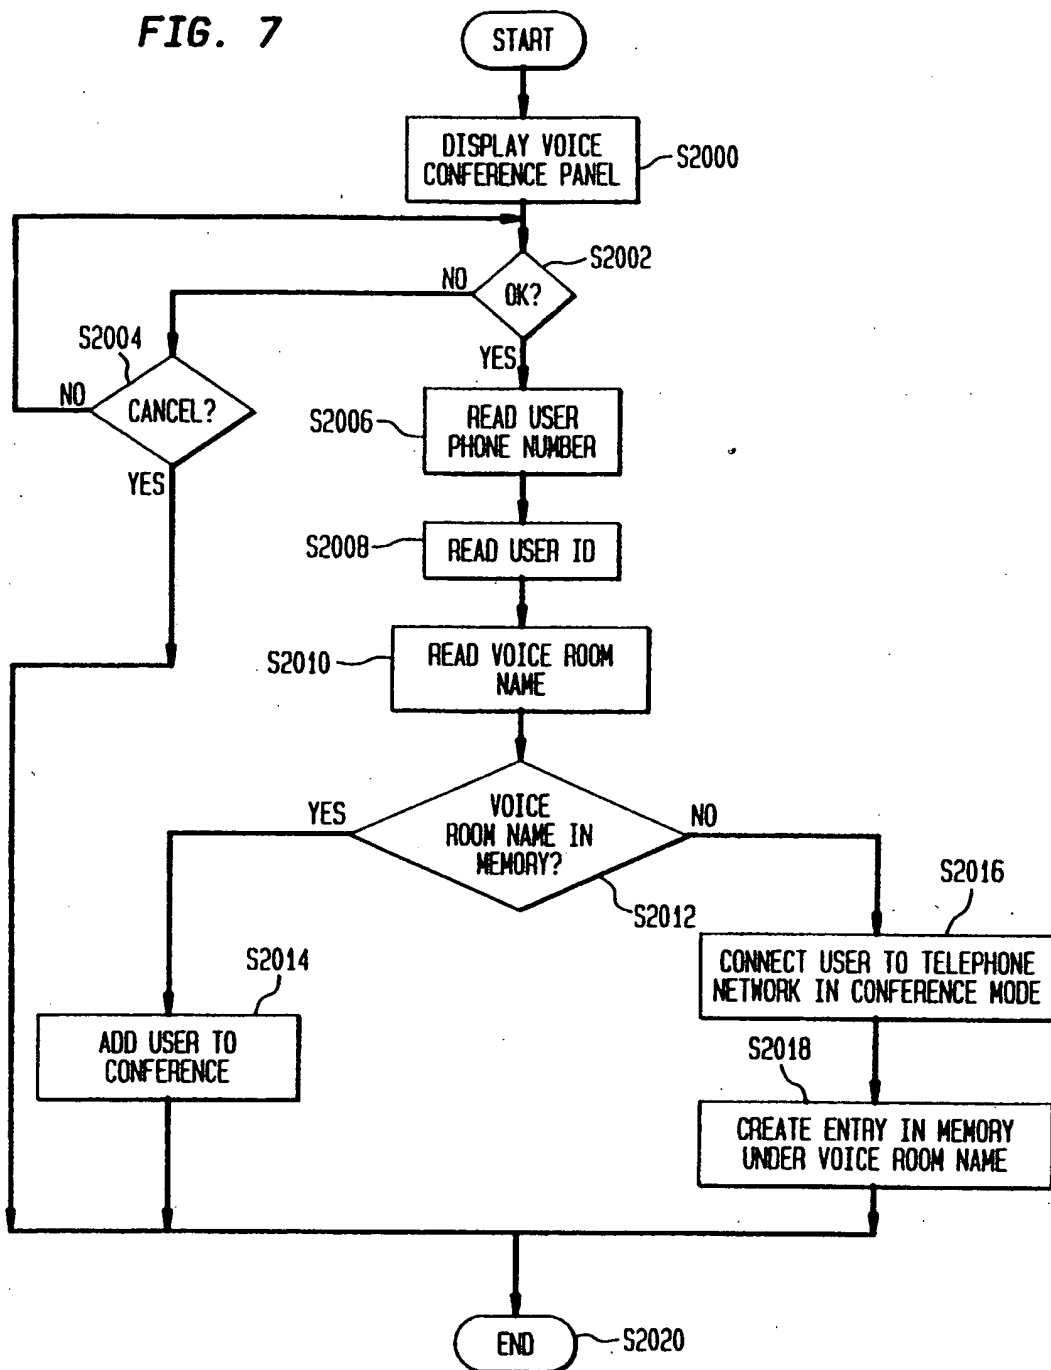 FIG. 7
START
DISPLAY VOICE
CONFERENCE PANEL
S2000
S2002
NO
OK?
S2004
YES
NO
CANCEL?
S2006
READ USER
PHONE NUMBER
YES
S2008
READ USER ID
S2010
READ VOICE ROOM
NAME
YES
VOICE
ROOM NAME IN
MEMORY?
NO
S2012
S2016
S2014
CONNECT USER TO TELEPHONE
NETWORK IN CONFERENCE MODE
ADD USER TO
CONFERENCE
S2018
CREATE ENTRY IN MEMORY
UNDER VOICE ROOM NAME
END
S2020